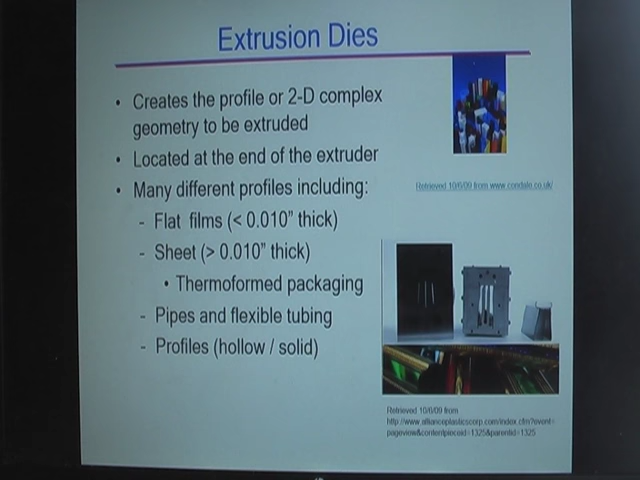 Extrusion Dies
• Creates the profile or 2-D complex
geometry to be extruded
• Located at the end of the extruder
• Many different profiles including:
- Flat films (< 0.010” thick)
- Sheet (> 0.010” thick)
• Thermoformed packaging
- Pipes and flexible tubing
- Profiles (hollow / solid)
Retrieved 10/6/09 from www.condale.co.uk/
Retrieved 10/6/09 from
http://www.allianceplasticscorp.com/index.cfm?event=
pageview&contentpieceid=1325&parentid=1325